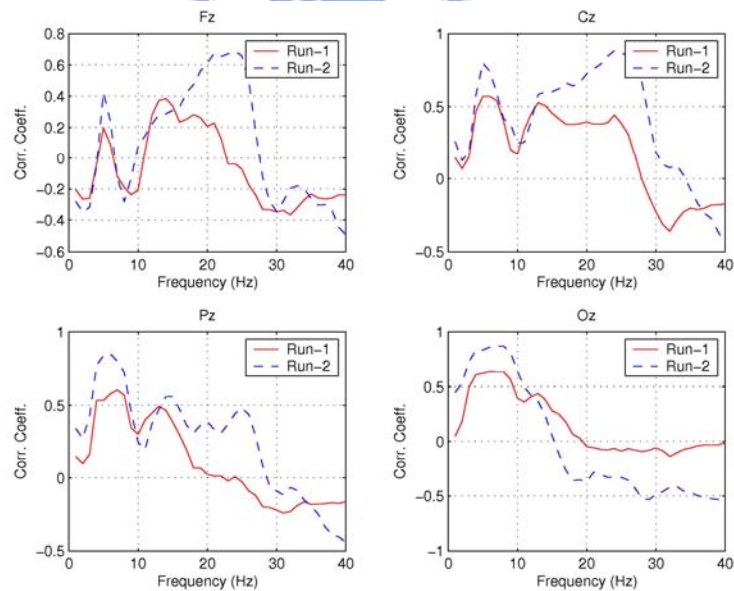 Fz
0.8
0.6
0.4
0.2
0
−0.2
−0.4
−0.6
Corr. Coeff.
0
10
20
30
40
Frequency (Hz)
Run−1
Run−2
Cz
1
0.5
0
−0.5
Corr. Coeff.
0
10
20
30
40
Frequency (Hz)
Run−1
Run−2
Pz
1
0.5
0
−0.5
Corr. Coeff.
0
10
20
30
40
Frequency (Hz)
Run−1
Run−2
Oz
1
0.5
0
−0.5
−1
Corr. Coeff.
0
10
20
30
40
Frequency (Hz)
Run−1
Run−2